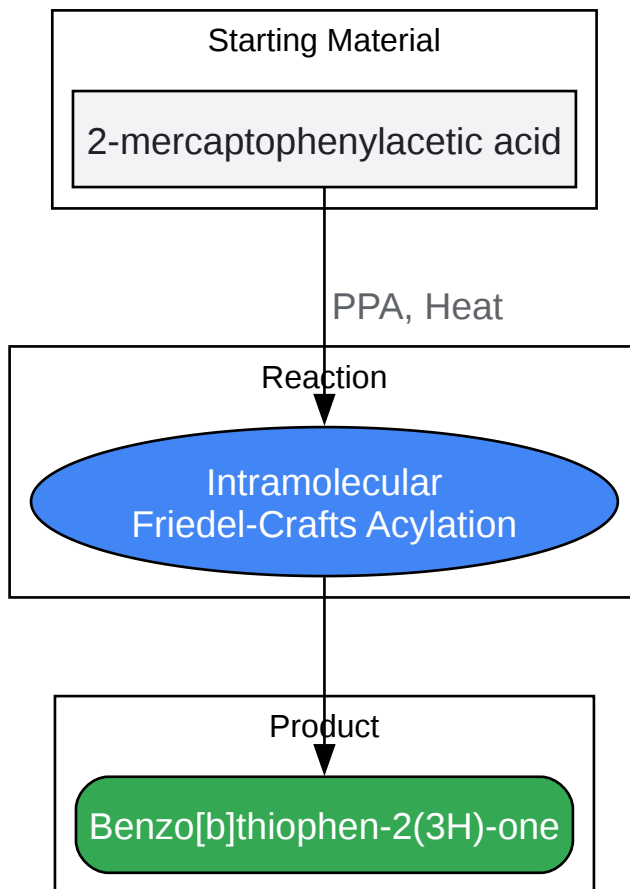 Starting Material
2-mercaptophenylacetic acid
PPA, Heat
Reaction
Intramolecular
Friedel-Crafts Acylation
Product
Benzo[b]thiophen-2(3H)-one